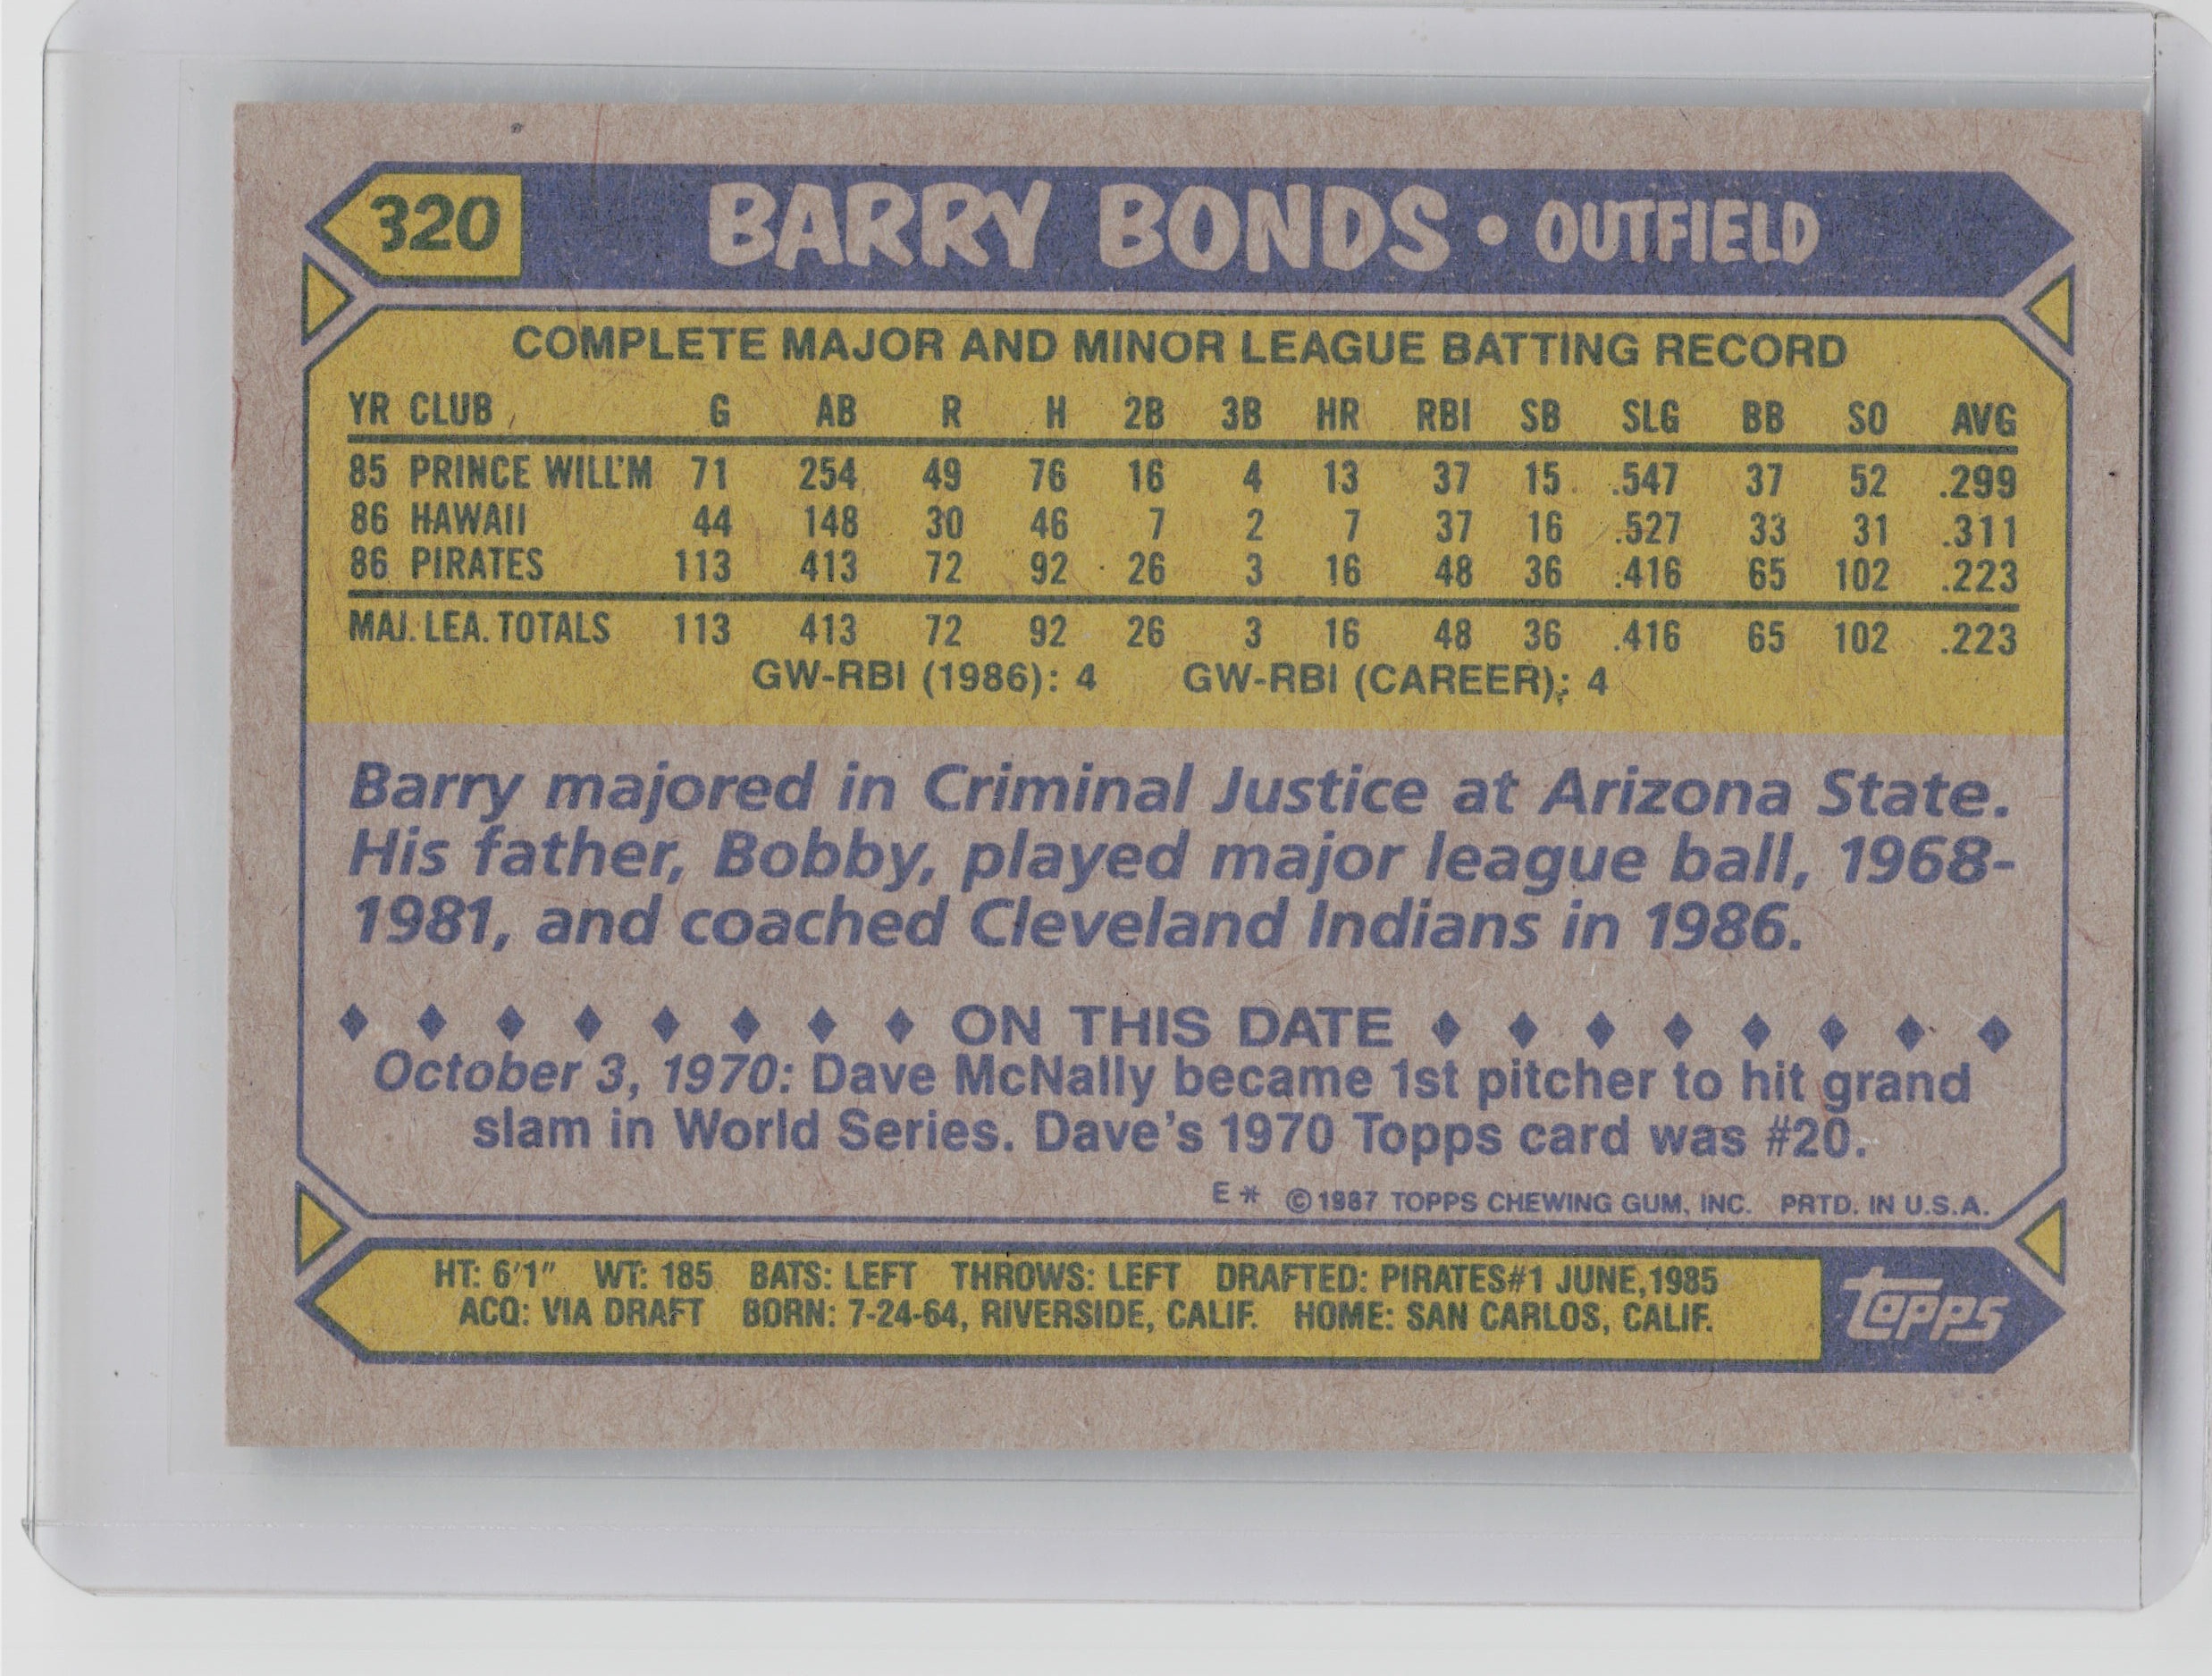 320 BARRY BONDS • OUTFIELD
COMPLETE MAJOR AND MINOR LEAGUE BATTING RECORD
YR CLUB G AB R H 2B 3B HR RBI SB SLG BB SO AVG
85 PRINCE WILL'M 71 254 49 76 16 4 13 37 15 .547 37 52 .299
86 HAWAII 44 148 30 46 7 2 7 37 16 .527 33 31 .311
86 PIRATES 113 413 72 92 26 3 16 48 36 .416 65 102 .223
MAJ. LEA. TOTALS 113 413 72 92 26 3 16 48 36 .416 65 102 .223
GW-RBI (1986): 4 GW-RBI (CAREER): 4
Barry majored in Criminal Justice at Arizona State.
His father, Bobby, played major league ball, 1968-
1981, and coached Cleveland Indians in 1986.
ON THIS DATE
October 3, 1970: Dave McNally became 1st pitcher to hit grand
slam in World Series. Dave's 1970 Topps card was #20.
E* ©1987 TOPPS CHEWING GUM, INC. PRTD. IN U.S.A.
HT: 6'1" WT: 185 BATS: LEFT THROWS: LEFT DRAFTED: PIRATES#1 JUNE,1985
ACQ: VIA DRAFT BORN: 7-24-64, RIVERSIDE, CALIF. HOME: SAN CARLOS, CALIF.
topps